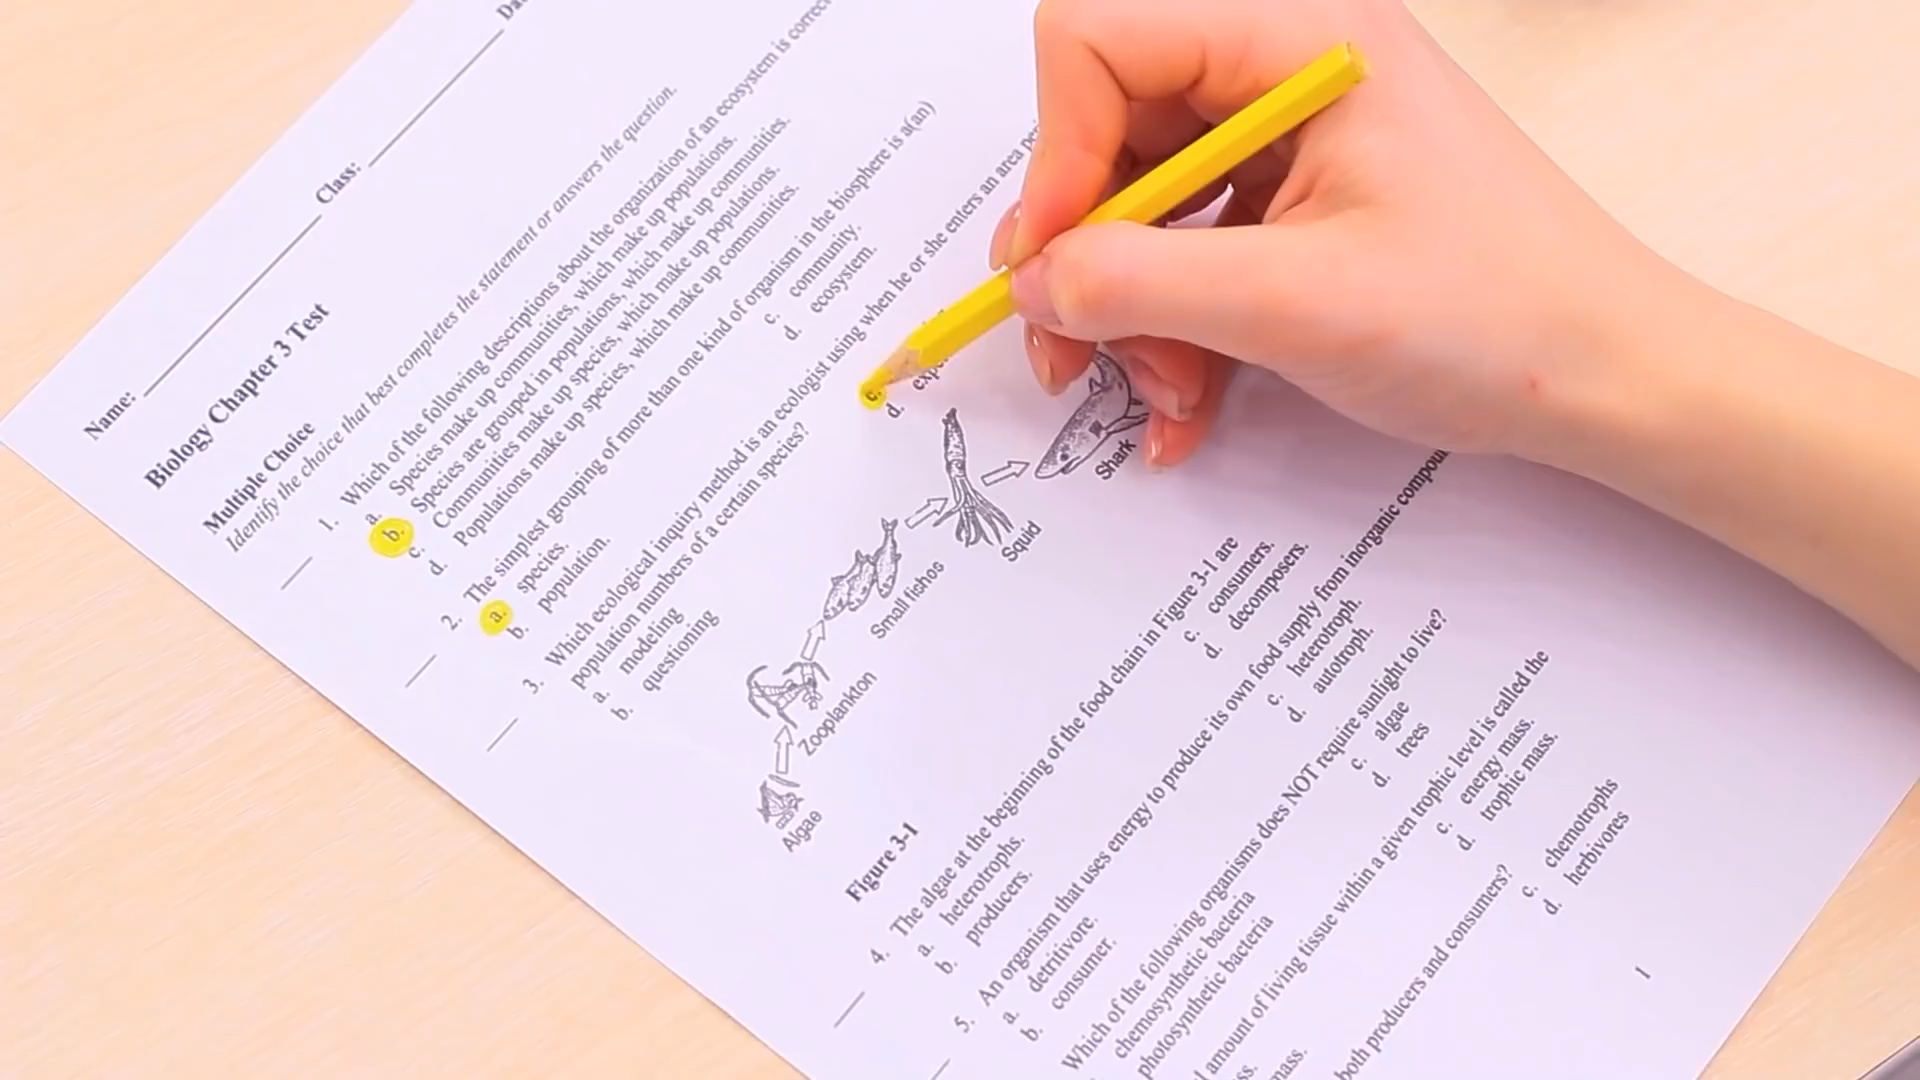 Name:
Class:
Biology Chapter 3 Test
Multiple Choice
Identify the choice that best completes the statement or answers the question.
1. Which of the following descriptions about the organization of an ecosystem is
a. Species make up communities, which make up populations.
b. Species are grouped in populations, which make up communities.
c. Communities make up species, which make up populations.
d. Populations make up species, which make up communities.
2. The simplest grouping of more than one kind of organism in the biosphere is a(an)
a. species.
b. population.
c. community.
d. ecosystem.
3. Which ecological inquiry method is an ecologist using when he or she enters an area
population numbers of a certain species?
a. modeling
b. questioning
c.
d.
Algae
Zooplankton
Small fishes
Squid
Shark
Figure 3-1
4. The algae at the beginning of the food chain in Figure 3-1 are
a. heterotrophs.
b. producers.
c. consumers.
d. decomposers.
5. An organism that uses energy to produce its own food supply from inorganic
a. detritivore.
b. consumer.
c. heterotroph.
d. autotroph.
Which of the following organisms does NOT require sunlight to live?
chemosynthetic bacteria
photosynthetic bacteria
c. algae
d. trees
amount of living tissue within a given trophic level is called the
mass.
c. energy mass.
d. trophic mass.
both producers and consumers?
c. chemotrophs
d. herbivores
1